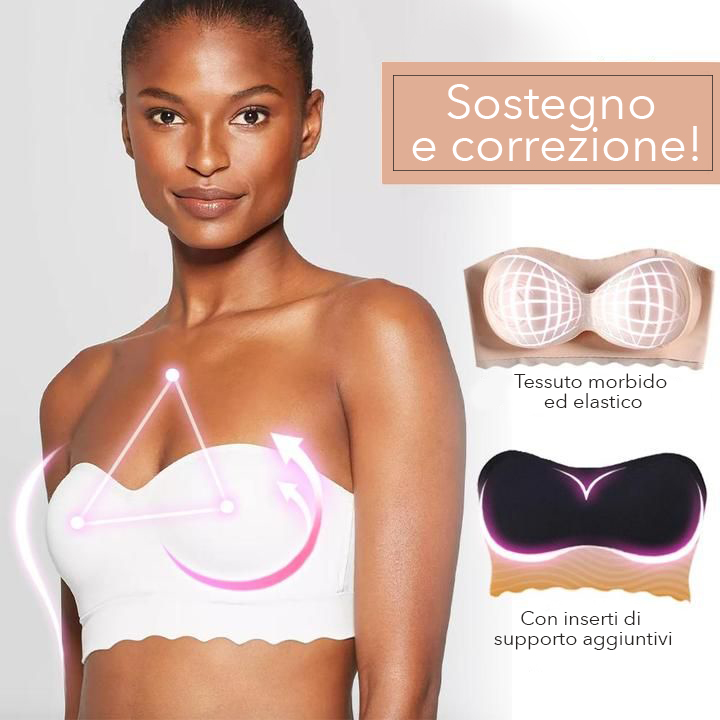 Sostegno
e correzione!
Tessuto morbido
ed elastico
Con inserti di
supporto aggiuntivi